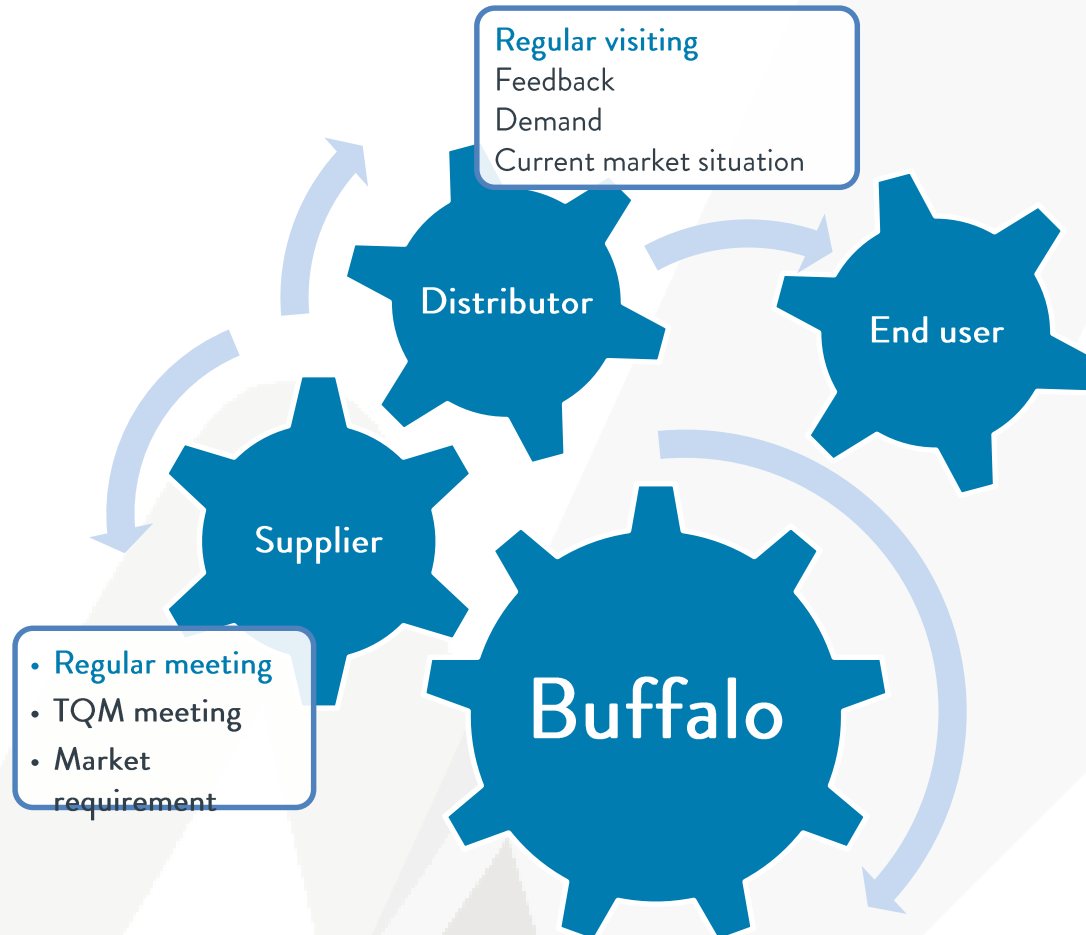 Regular visiting
Feedback
Demand
Current market situation
Distributor
End user
Supplier
• Regular meeting
• TQM meeting
• Market
requirement
Buffalo